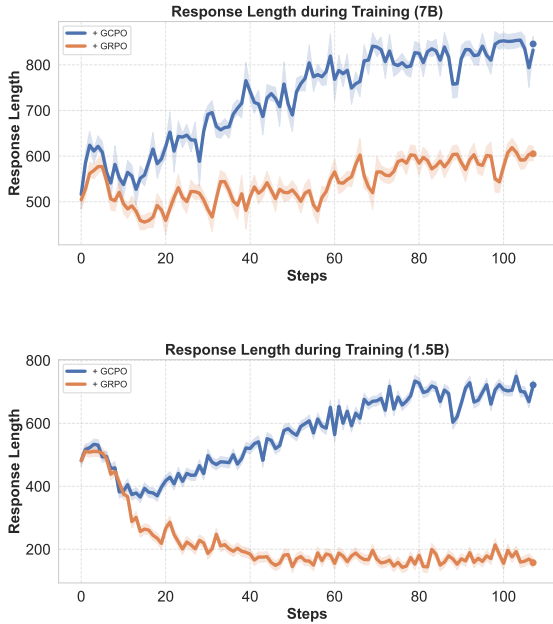 Response Length during Training (7B)
+ GCPO
+ GRPO
800
700
600
500
Response Length
0 20 40 60 80 100
Steps
Response Length during Training (1.5B)
+ GCPO
+ GRPO
800
600
400
200
Response Length
0 20 40 60 80 100
Steps